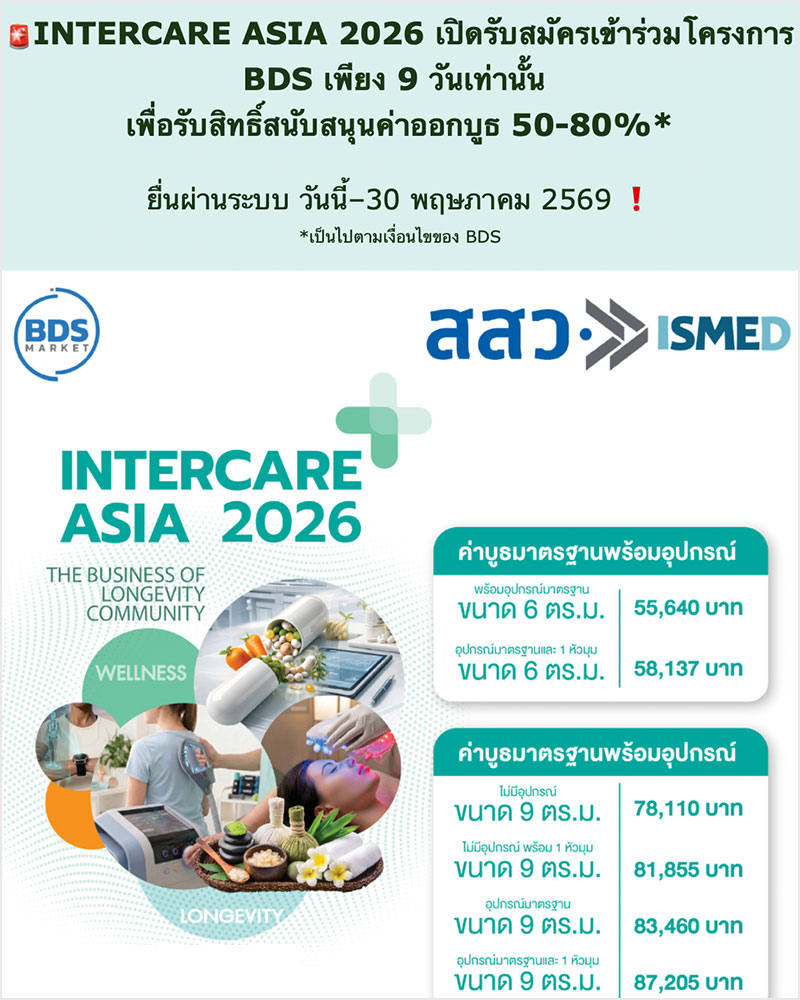 🚨INTERCARE ASIA 2026 เปิดรับสมัครเข้าร่วมโครงการ
BDS เพียง 9 วันเท่านั้น
เพื่อรับสิทธิ์สนับสนุนค่าออกบูธ 50-80%*
ยื่นผ่านระบบ วันนี้–30 พฤษภาคม 2569 ❗
*เป็นไปตามเงื่อนไขของ BDS
BDS
MARKET
สสว
ISMED
INTERCARE
ASIA 2026
THE BUSINESS OF
LONGEVITY
COMMUNITY
WELLNESS
LONGEVITY
ค่าบูธมาตรฐานพร้อมอุปกรณ์
พร้อมอุปกรณ์มาตรฐาน
ขนาด 6 ตร.ม. 55,640 บาท
อุปกรณ์มาตรฐานและ 1 หัวมุม
ขนาด 6 ตร.ม. 58,137 บาท
ค่าบูธมาตรฐานพร้อมอุปกรณ์
ไม่มีอุปกรณ์
ขนาด 9 ตร.ม. 78,110 บาท
ไม่มีอุปกรณ์ พร้อม 1 หัวมุม
ขนาด 9 ตร.ม. 81,855 บาท
อุปกรณ์มาตรฐาน
ขนาด 9 ตร.ม. 83,460 บาท
อุปกรณ์มาตรฐานและ 1 หัวมุม
ขนาด 9 ตร.ม. 87,205 บาท